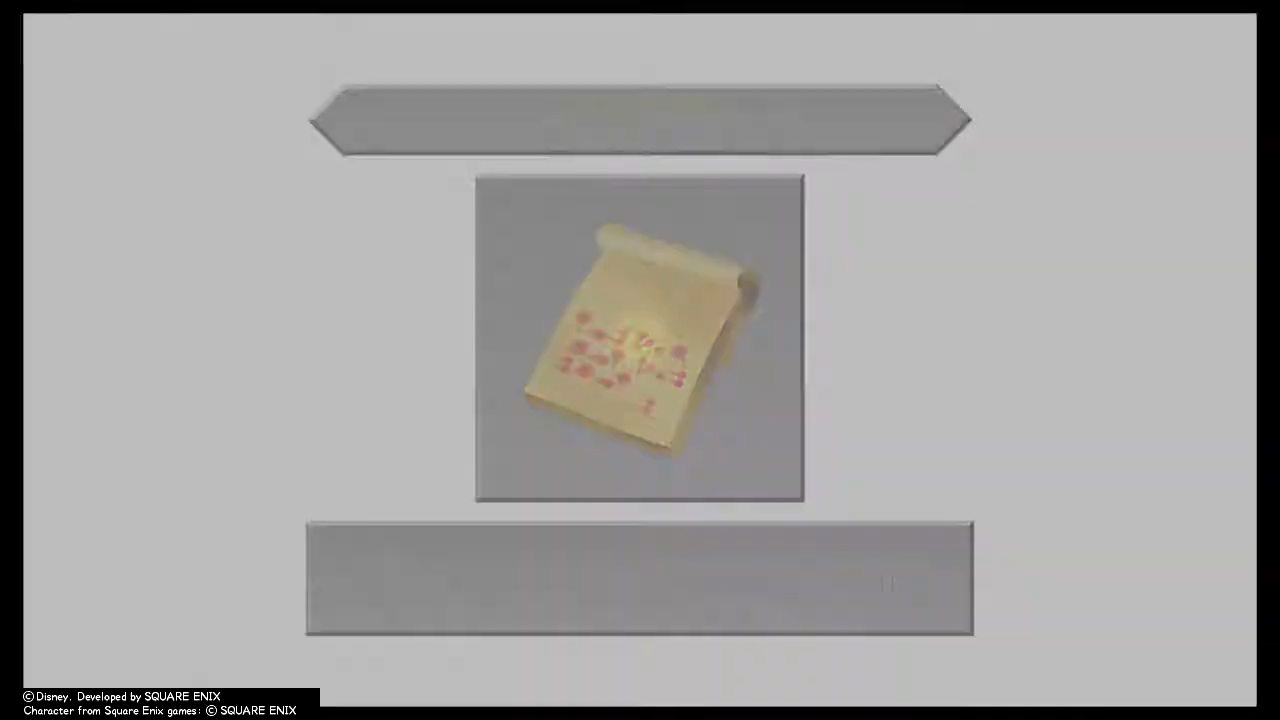 © Disney. Developed by SQUARE ENIX
Character from Square Enix games: © SQUARE ENIX